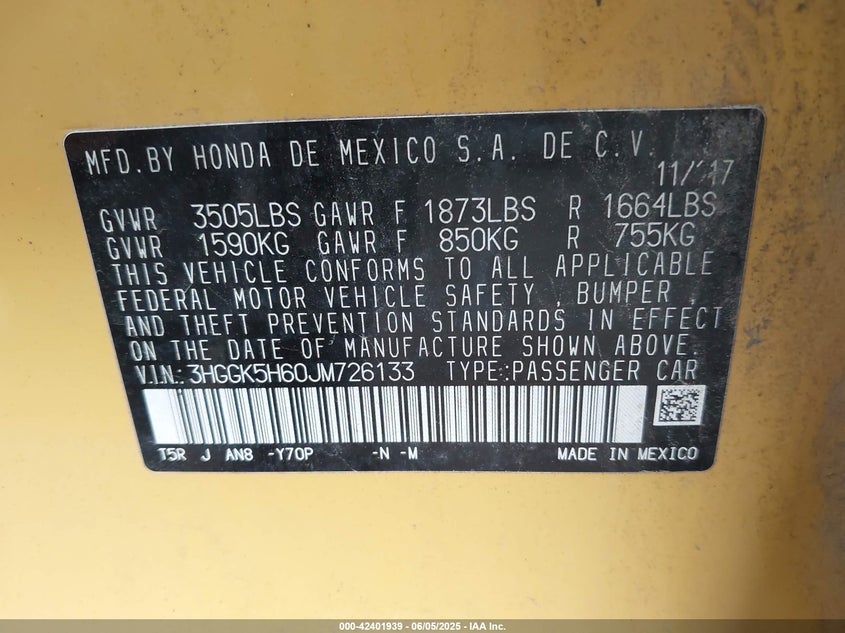 MFD.BY HONDA DE MEXICO S.A. DE C.V.
11/'17
GVWR 3505LBS GAWR F 1873LBS R 1664LBS
GVWR 1590KG GAWR F 850KG R 755KG
THIS VEHICLE CONFORMS TO ALL APPLICABLE
FEDERAL MOTOR VEHICLE SAFETY , BUMPER
AND THEFT PREVENTION STANDARDS IN EFFECT
ON THE DATE OF MANUFACTURE SHOWN ABOVE.
V.I.N.:3HGGK5H60JM726133 TYPE:PASSENGER CAR
T5R J AN8 -Y70P -N -M MADE IN MEXICO
000-42401939 - 06/05/2025 - IAA Inc.